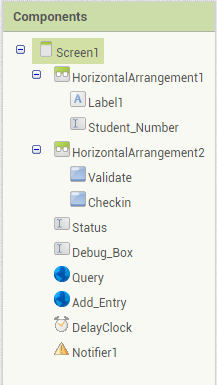 Components
Screen1
HorizontalArrangement1
A Label1
Student_Number
HorizontalArrangement2
Validate
Checkin
Status
Debug_Box
Query
Add_Entry
DelayClock
Notifier1